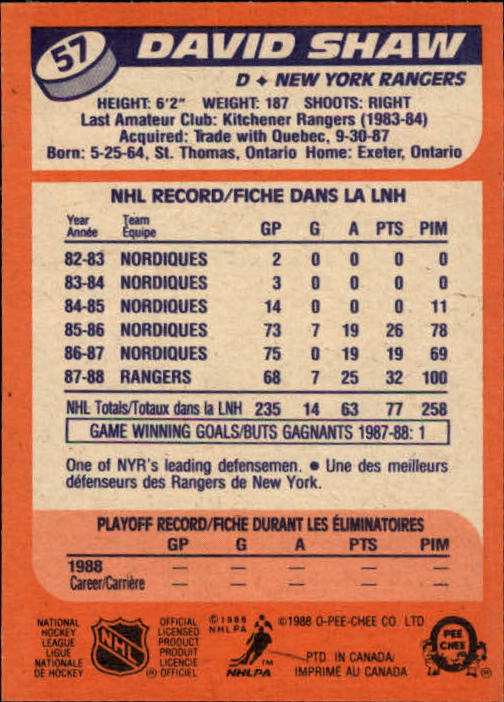 57 DAVID SHAW
D ♦ NEW YORK RANGERS
HEIGHT: 6'2" WEIGHT: 187 SHOOTS: RIGHT
Last Amateur Club: Kitchener Rangers (1983-84)
Acquired: Trade with Quebec, 9-30-87
Born: 5-25-64, St. Thomas, Ontario Home: Exeter, Ontario
NHL RECORD/FICHE DANS LA LNH
Year Team
Année Équipe GP G A PTS PIM
82-83 NORDIQUES 2 0 0 0 0
83-84 NORDIQUES 3 0 0 0 0
84-85 NORDIQUES 14 0 0 0 11
85-86 NORDIQUES 73 7 19 26 78
86-87 NORDIQUES 75 0 19 19 69
87-88 RANGERS 68 7 25 32 100
NHL Totals/Totaux dans la LNH 235 14 63 77 258
GAME WINNING GOALS/BUTS GAGNANTS 1987-88: 1
One of NYR's leading defensemen. ● Une des meilleurs
défenseurs des Rangers de New York.
PLAYOFF RECORD/FICHE DURANT LES ÉLIMINATOIRES
GP G A PTS PIM
1988 — — — — —
Career/Carrière — — — — —
NATIONAL
HOCKEY
LEAGUE
LIGUE
NATIONALE
DE HOCKEY
NHL
OFFICIAL
LICENSED
PRODUCT
PRODUIT
LICENCIE
® OFFICIEL
©1988
NHLPA
™
NHLPA
©1988 O-PEE-CHEE CO. LTD
PTD. IN CANADA/
IMPRIMÉ AU CANADA
O
PEE
CHEE
®